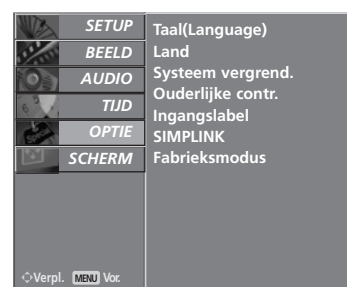 SETUP
BEELD
AUDIO
TIJD
OPTIE
SCHERM
Taal(Language)
Land
Systeem vergrend.
Ouderlijke contr.
Ingangslabel
SIMPLINK
Fabrieksmodus
Verpl. MENU Vor.